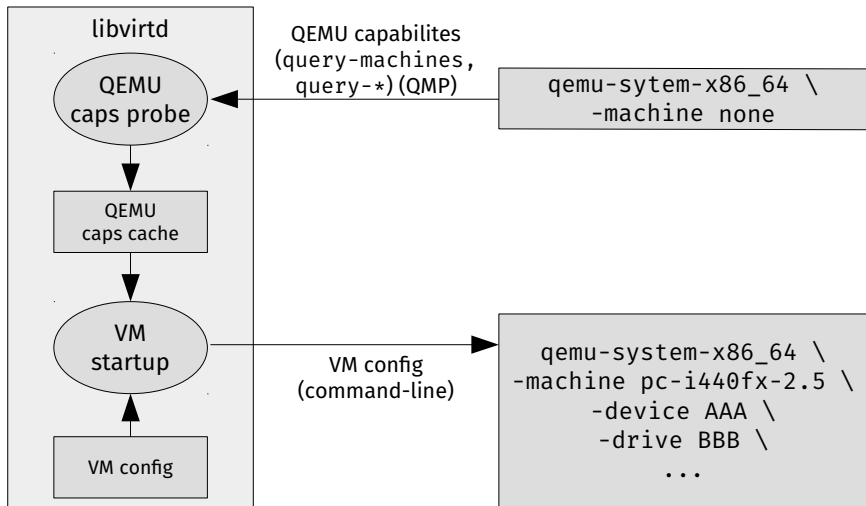 libvirtd
QEMU
caps probe
QEMU
caps cache
VM
startup
VM config
QEMU capabilites
(query-machines,
query-*)(QMP)
VM config
(command-line)
qemu-sytem-x86_64 \
-machine none
qemu-system-x86_64 \
-machine pc-i440fx-2.5 \
-device AAA \
-drive BBB \
...